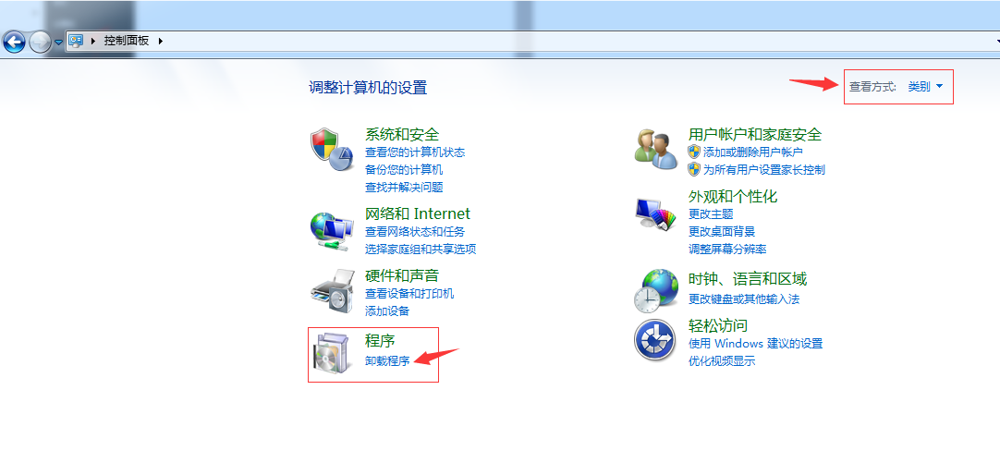 控制面板
调整计算机的设置
查看方式: 类别
系统和安全
查看您的计算机状态
备份您的计算机
查找并解决问题
网络和 Internet
查看网络状态和任务
选择家庭组和共享选项
硬件和声音
查看设备和打印机
添加设备
程序
卸载程序
用户帐户和家庭安全
添加或删除用户帐户
为所有用户设置家长控制
外观和个性化
更改主题
更改桌面背景
调整屏幕分辨率
时钟、语言和区域
更改键盘或其他输入法
轻松访问
使用 Windows 建议的设置
优化视频显示